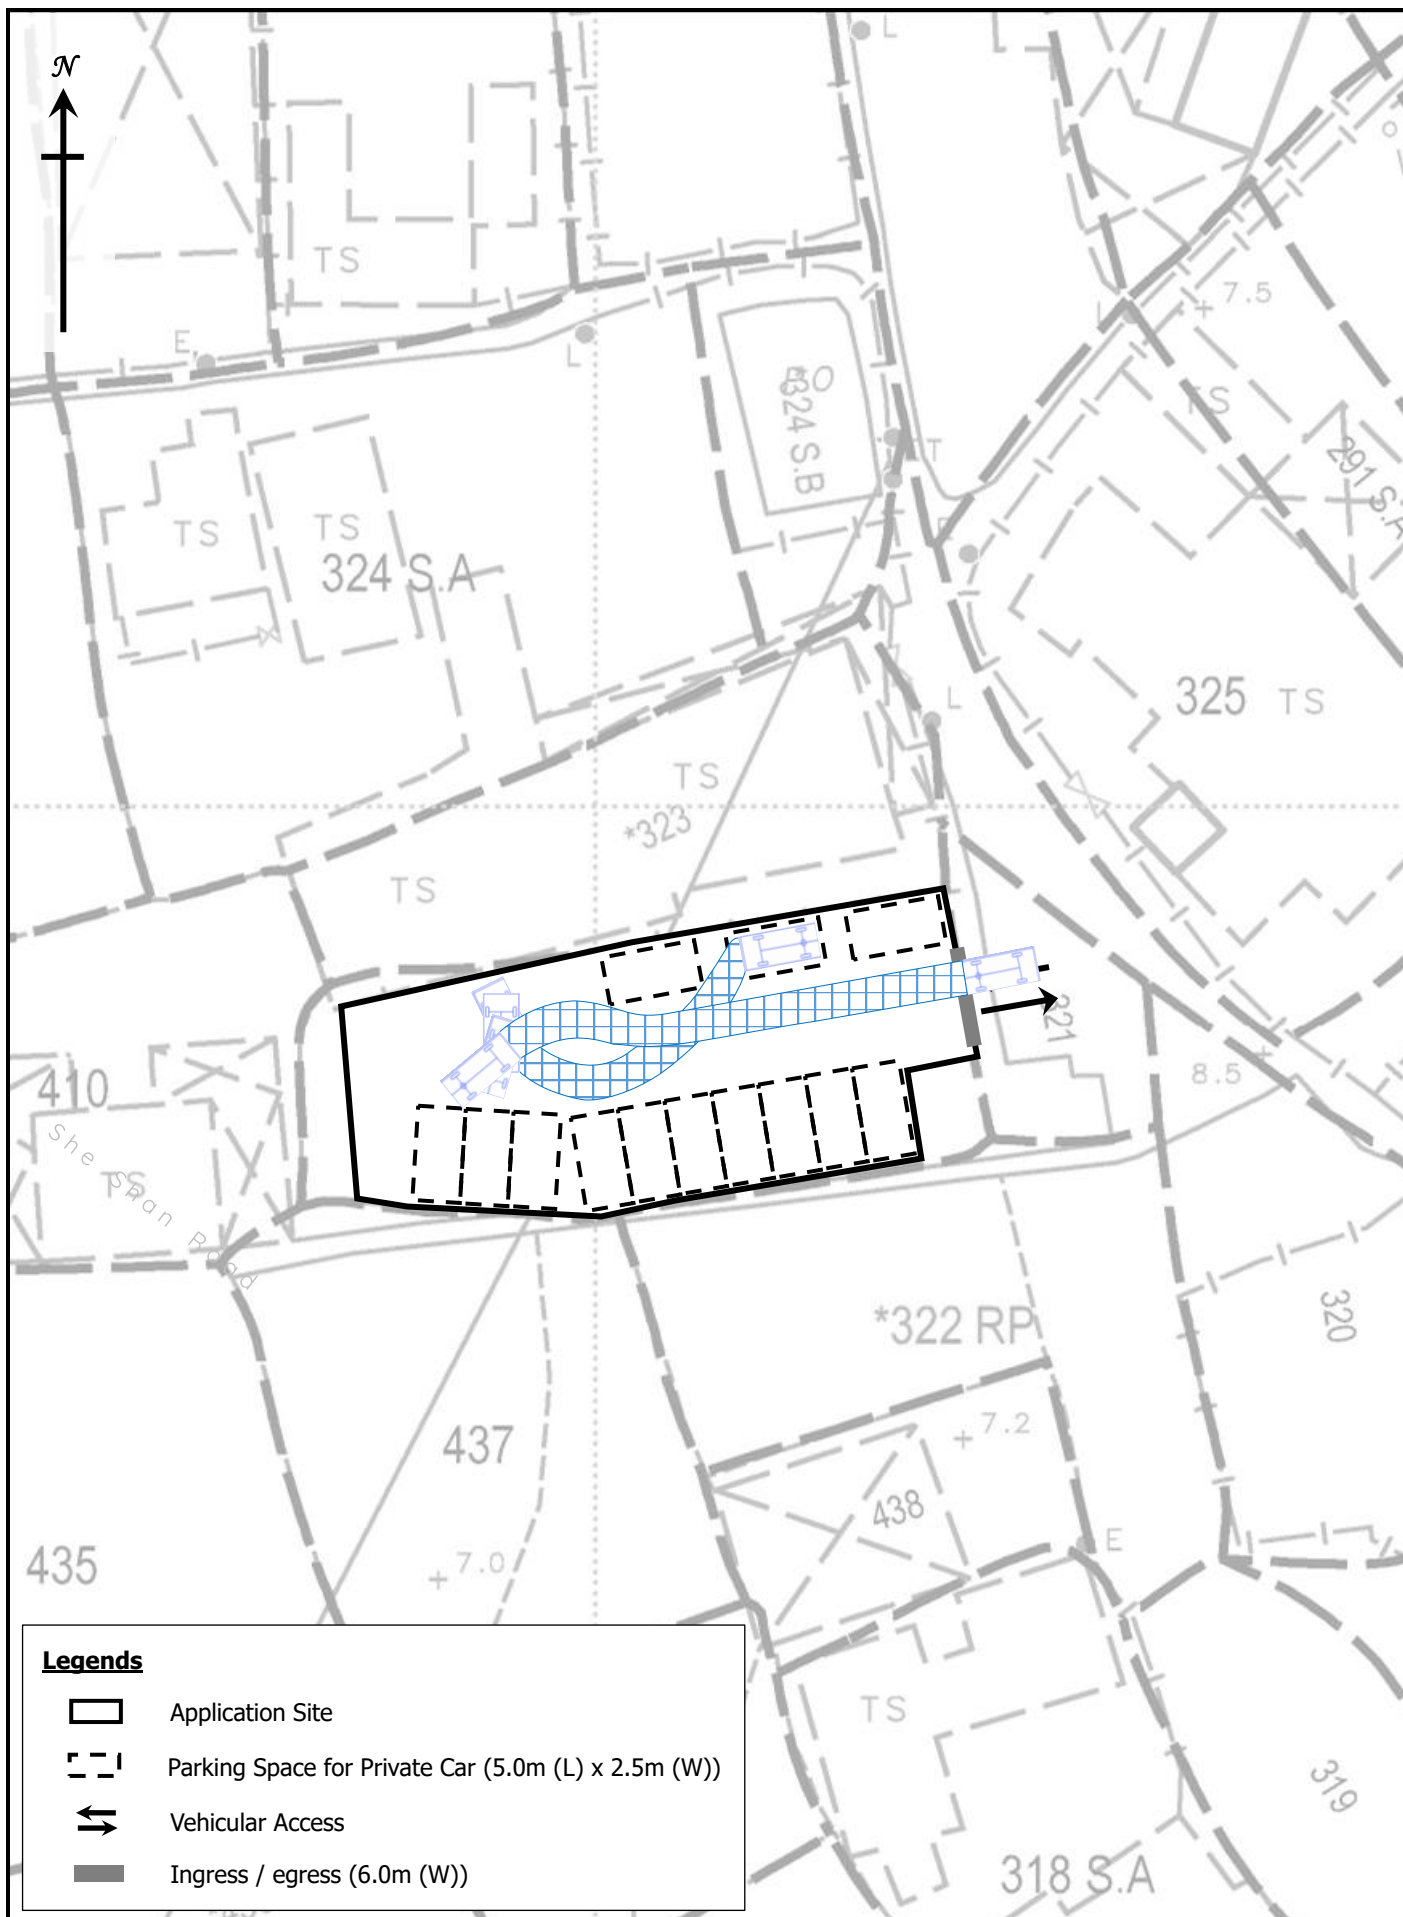 L
N
TS
7.5
E
L
L
TS
324 S.B
T
291 S.A
TS
TS
324 S.A
E
325 TS
L
TS
*323
TS
321
8.5
410
She Shan Road
TS
320
*322 RP
7.2
437
438
E
435
7.0
TS
319
318 S.A
Legends
Application Site
Parking Space for Private Car (5.0m (L) x 2.5m (W))
Vehicular Access
Ingress / egress (6.0m (W))